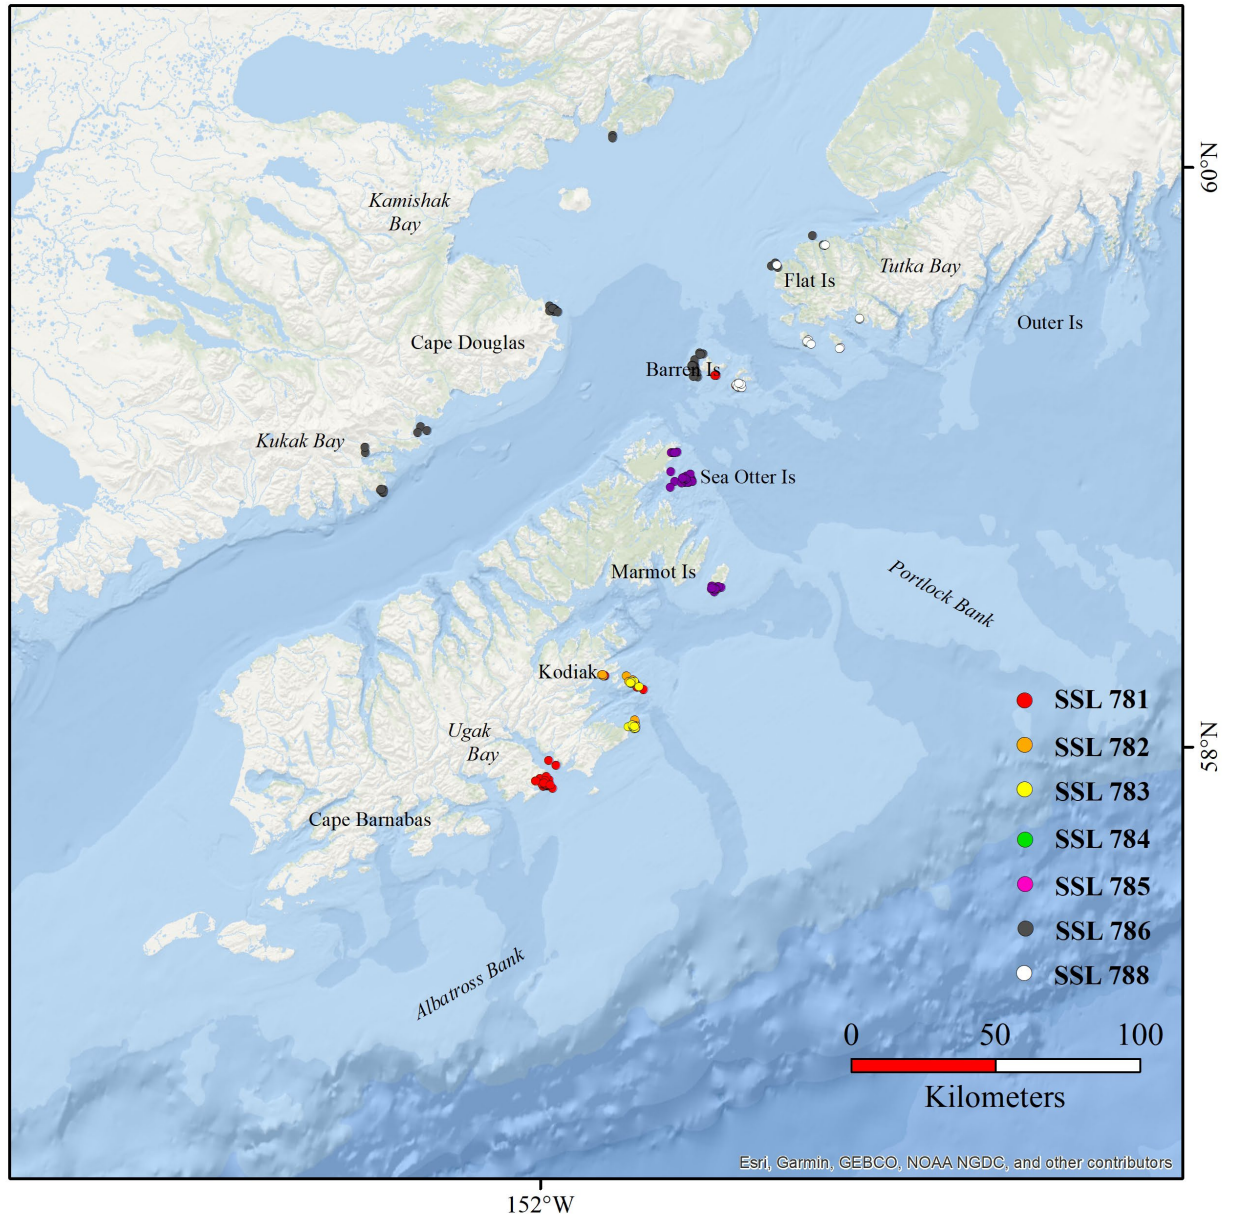 60°N
Kamishak
Bay
Tutka Bay
Flat Is
Outer Is
Cape Douglas
Barren Is
Kukak Bay
Sea Otter Is
Marmot Is
Portlock Bank
Kodiak
Ugak
Bay
58°N
Cape Barnabas
Albatross Bank
SSL 781
SSL 782
SSL 783
SSL 784
SSL 785
SSL 786
SSL 788
0 50 100
Kilometers
Esri, Garmin, GEBCO, NOAA NGDC, and other contributors
152°W